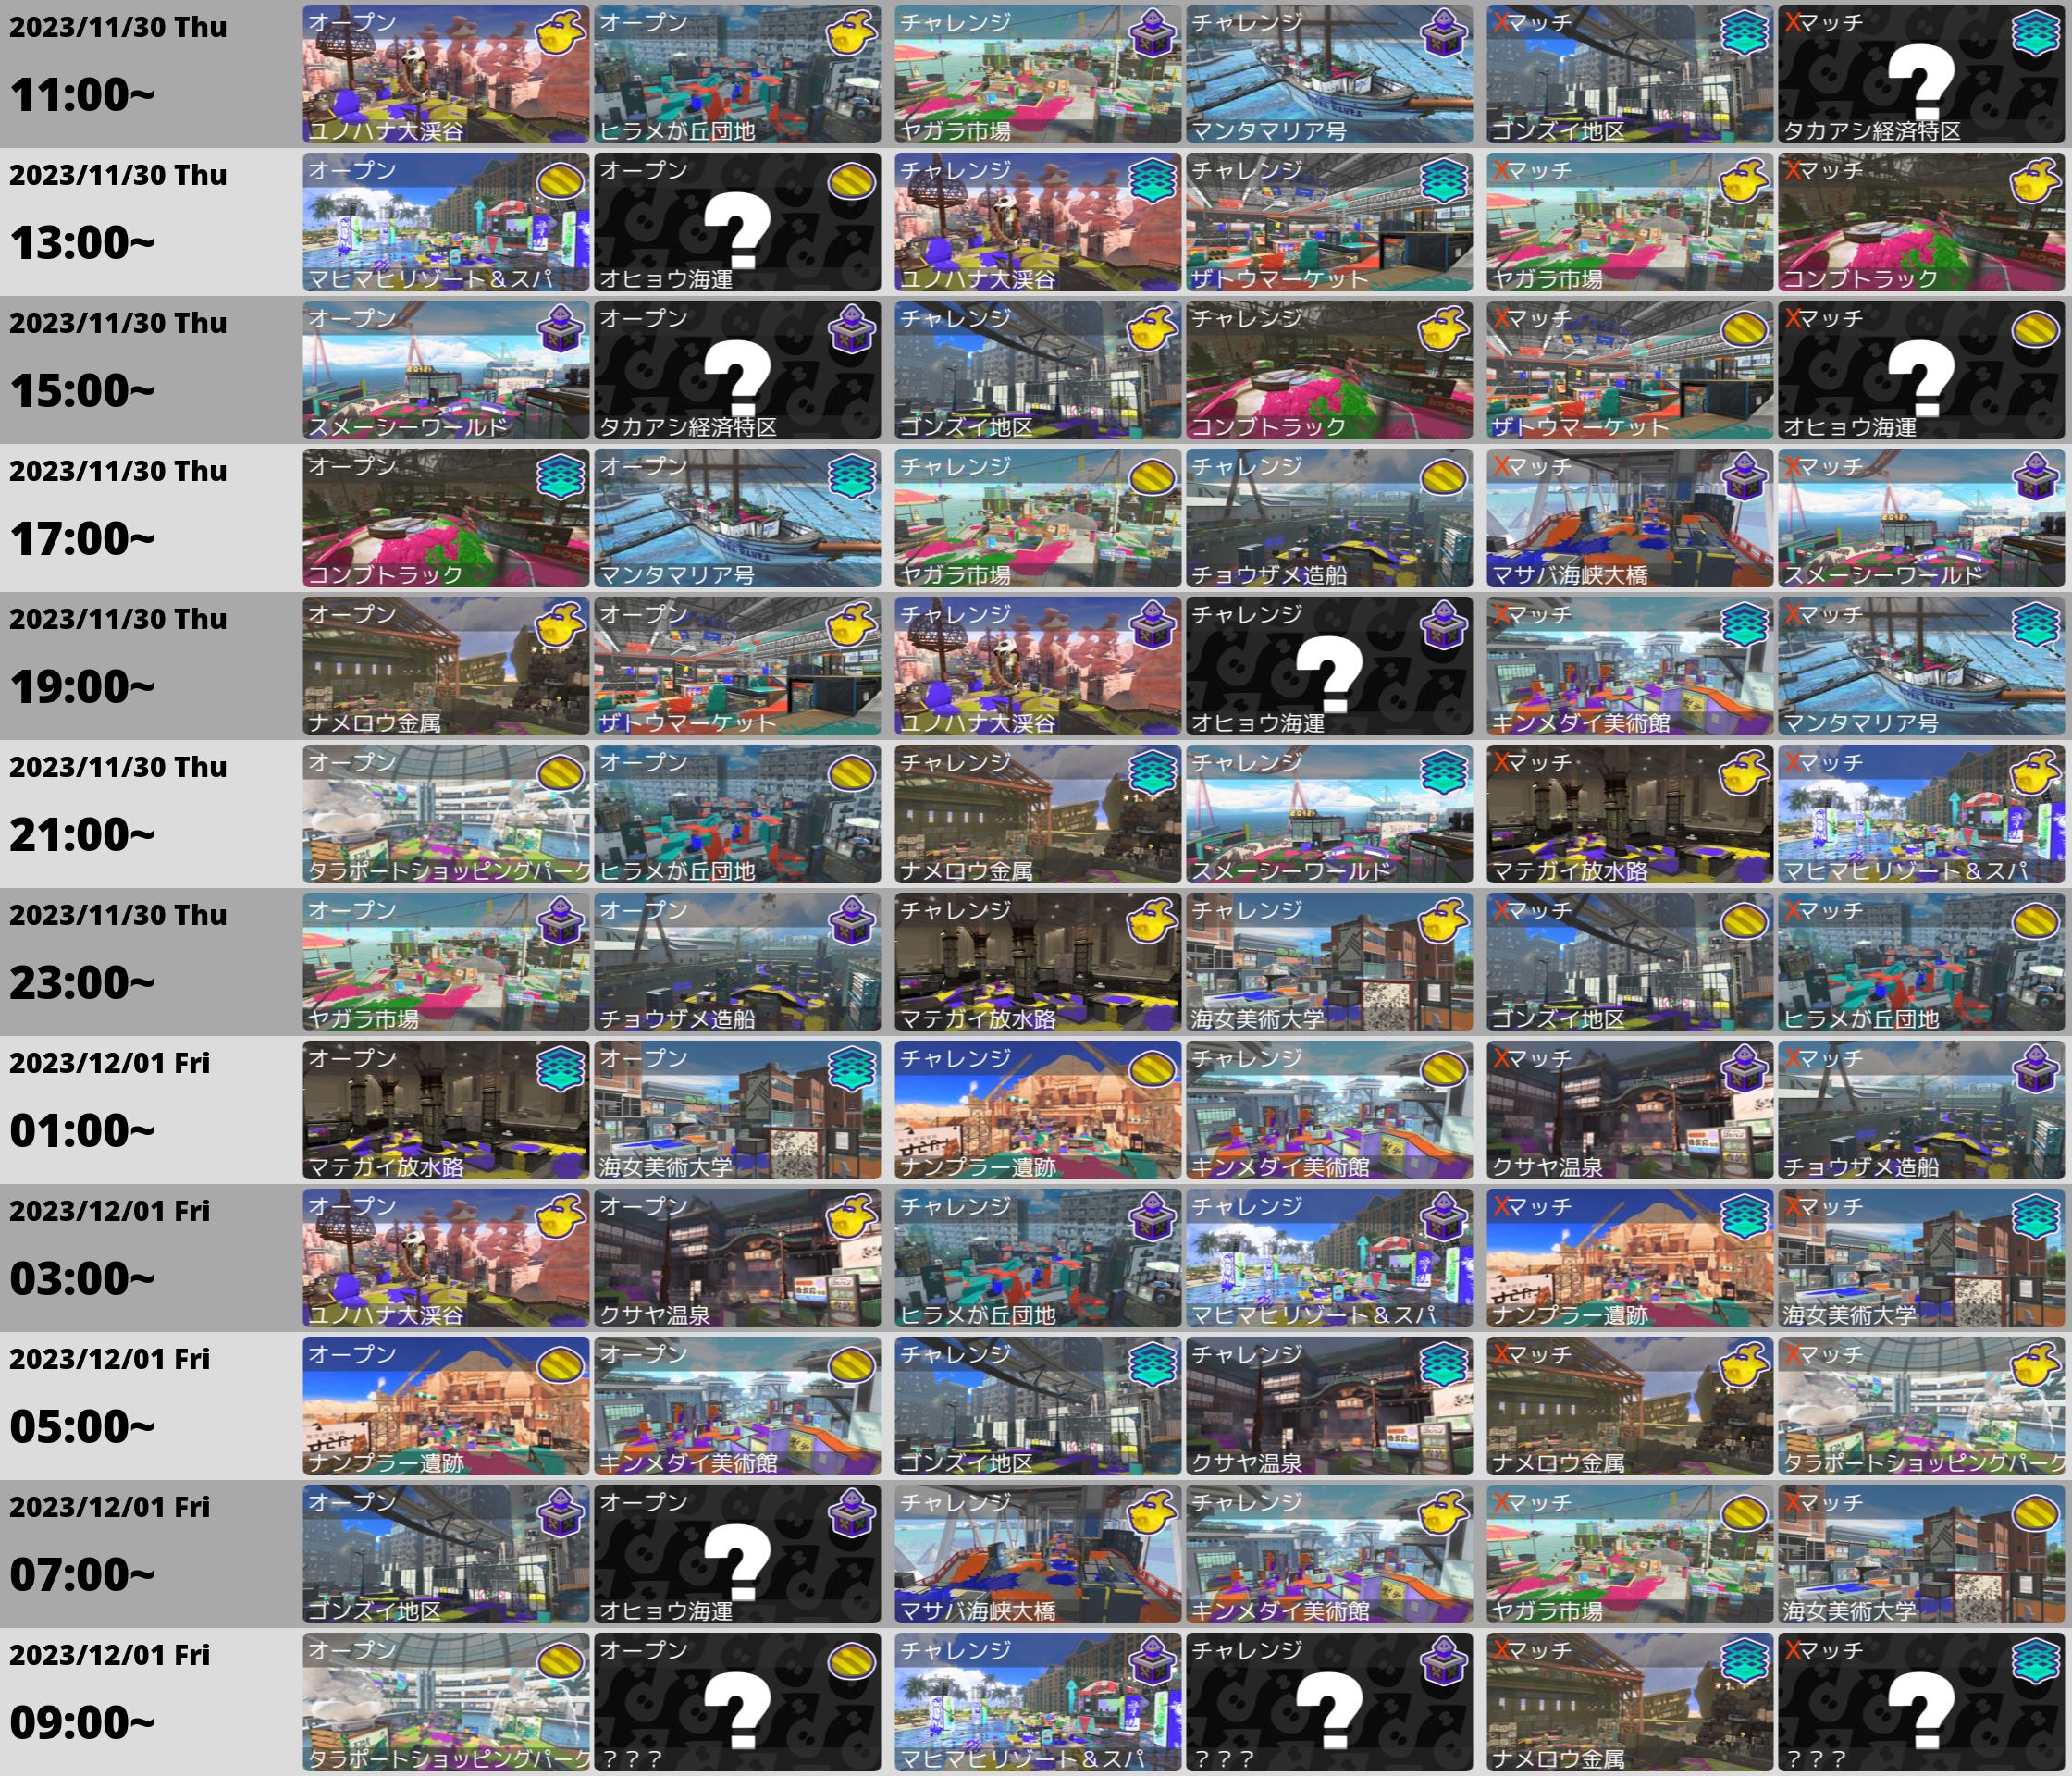 2023/11/30 Thu
11:00~
オープン オープン チャレンジ チャレンジ Xマッチ Xマッチ
ユノハナ大渓谷 ヒラメが丘団地 ヤガラ市場 マンタマリア号 ゴンズイ地区 タカアシ経済特区
2023/11/30 Thu
13:00~
オープン オープン チャレンジ チャレンジ Xマッチ Xマッチ
マヒマヒリゾート&スパ オヒョウ海運 ユノハナ大渓谷 ザトウマーケット ヤガラ市場 コンブトラック
2023/11/30 Thu
15:00~
オープン オープン チャレンジ チャレンジ Xマッチ Xマッチ
スメーシーワールド タカアシ経済特区 ゴンズイ地区 コンブトラック ザトウマーケット オヒョウ海運
2023/11/30 Thu
17:00~
オープン オープン チャレンジ チャレンジ Xマッチ Xマッチ
コンブトラック マンタマリア号 ヤガラ市場 チョウザメ造船 マサバ海峡大橋 スメーシーワールド
2023/11/30 Thu
19:00~
オープン オープン チャレンジ チャレンジ Xマッチ Xマッチ
ナメロウ金属 ザトウマーケット ユノハナ大渓谷 オヒョウ海運 キンメダイ美術館 マンタマリア号
2023/11/30 Thu
21:00~
オープン オープン チャレンジ チャレンジ Xマッチ Xマッチ
タラポートショッピングパーク ヒラメが丘団地 ナメロウ金属 スメーシーワールド マテガイ放水路 マヒマヒリゾート&スパ
2023/11/30 Thu
23:00~
オープン オープン チャレンジ チャレンジ Xマッチ Xマッチ
ヤガラ市場 チョウザメ造船 マテガイ放水路 海女美術大学 ゴンズイ地区 ヒラメが丘団地
2023/12/01 Fri
01:00~
オープン オープン チャレンジ チャレンジ Xマッチ Xマッチ
マテガイ放水路 海女美術大学 ナンプラー遺跡 キンメダイ美術館 クサヤ温泉 チョウザメ造船
2023/12/01 Fri
03:00~
オープン オープン チャレンジ チャレンジ Xマッチ Xマッチ
ユノハナ大渓谷 クサヤ温泉 ヒラメが丘団地 マヒマヒリゾート&スパ ナンプラー遺跡 海女美術大学
2023/12/01 Fri
05:00~
オープン オープン チャレンジ チャレンジ Xマッチ Xマッチ
ナンプラー遺跡 キンメダイ美術館 ゴンズイ地区 クサヤ温泉 ナメロウ金属 タラポートショッピングパーク
2023/12/01 Fri
07:00~
オープン オープン チャレンジ チャレンジ Xマッチ Xマッチ
ゴンズイ地区 オヒョウ海運 マサバ海峡大橋 キンメダイ美術館 ヤガラ市場 海女美術大学
2023/12/01 Fri
09:00~
オープン オープン チャレンジ チャレンジ Xマッチ Xマッチ
タラポートショッピングパーク ??? マヒマヒリゾート&スパ ??? ナメロウ金属 ???